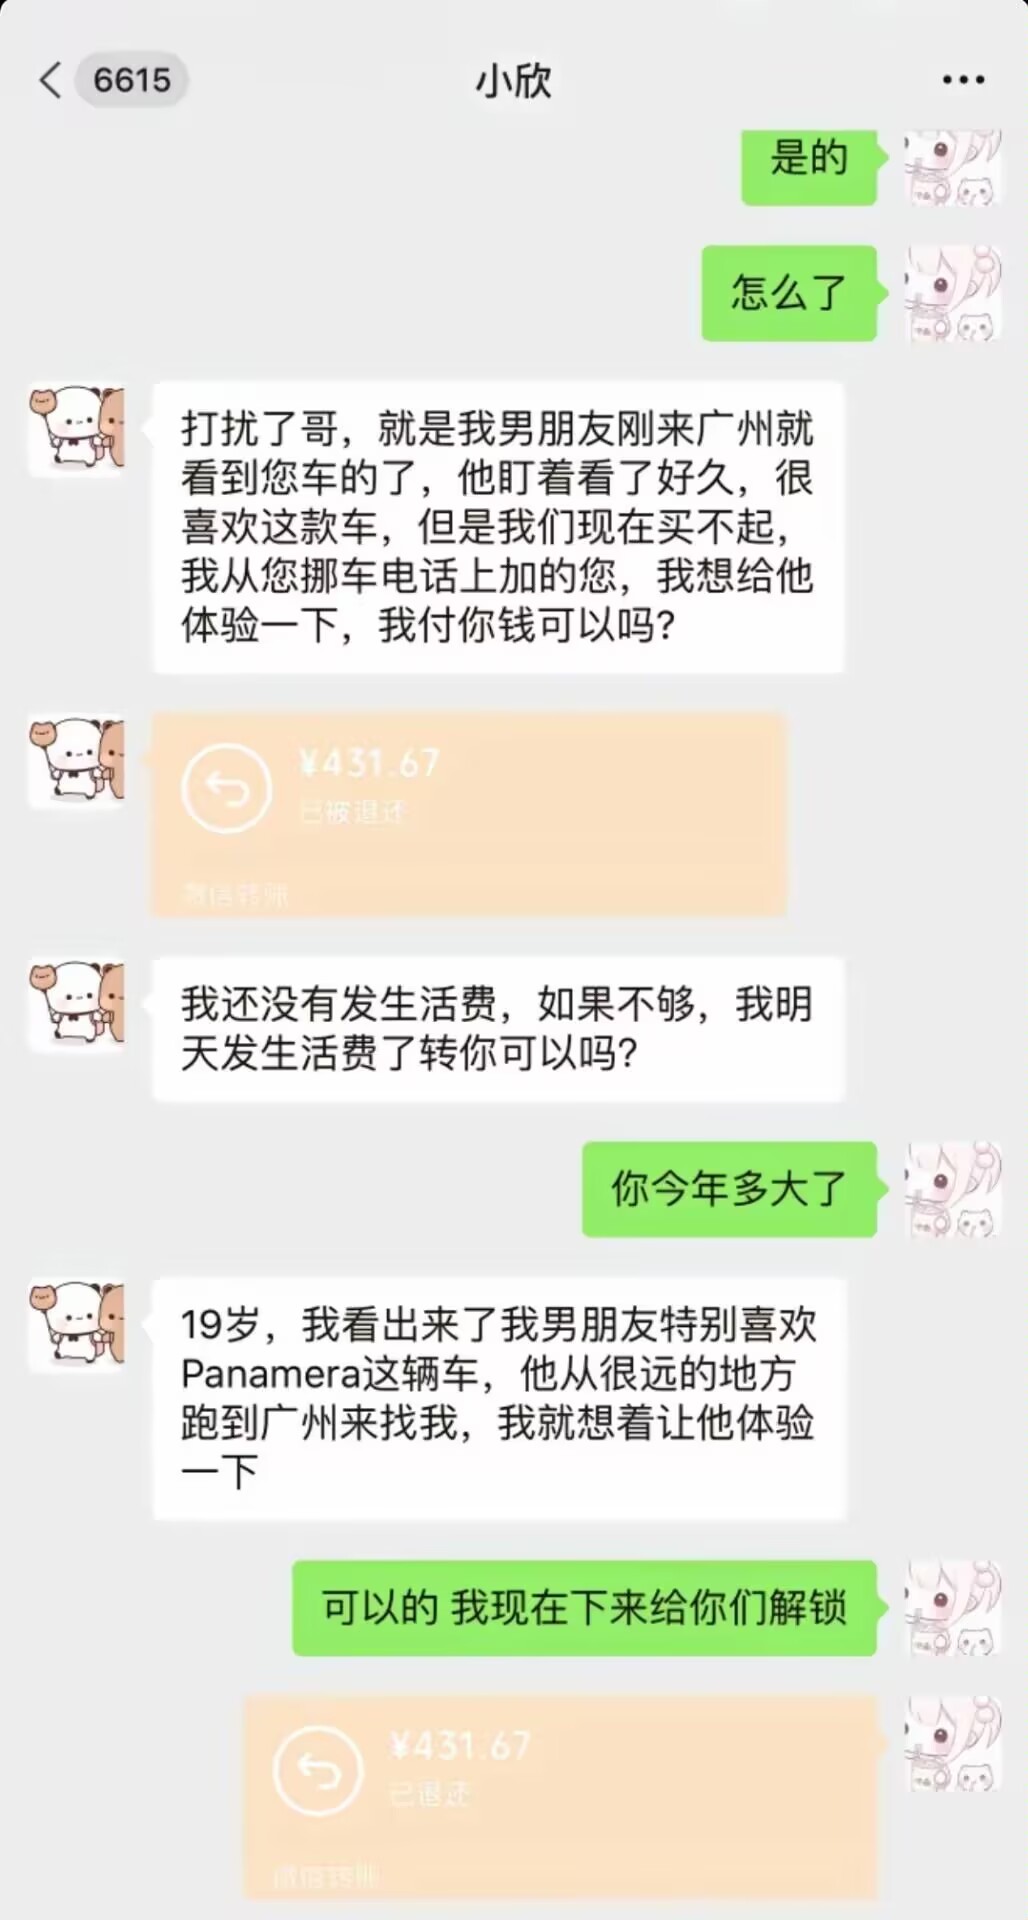 6615
小欣
是的
怎么了
打扰了哥，就是我男朋友刚来广州就
看到您车的了，他盯着看了好久，很
喜欢这款车，但是我们现在买不起，
我从您挪车电话上加的您，我想给他
体验一下，我付你钱可以吗？
¥431.67
已被退还
微信转账
我还没有发生活费，如果不够，我明
天发生活费了转你可以吗？
你今年多大了
19岁，我看出来了我男朋友特别喜欢
Panamera这辆车，他从很远的地方
跑到广州来找我，我就想着让他体验
一下
可以的 我现在下来给你们解锁
¥431.67
已退还
微信转账